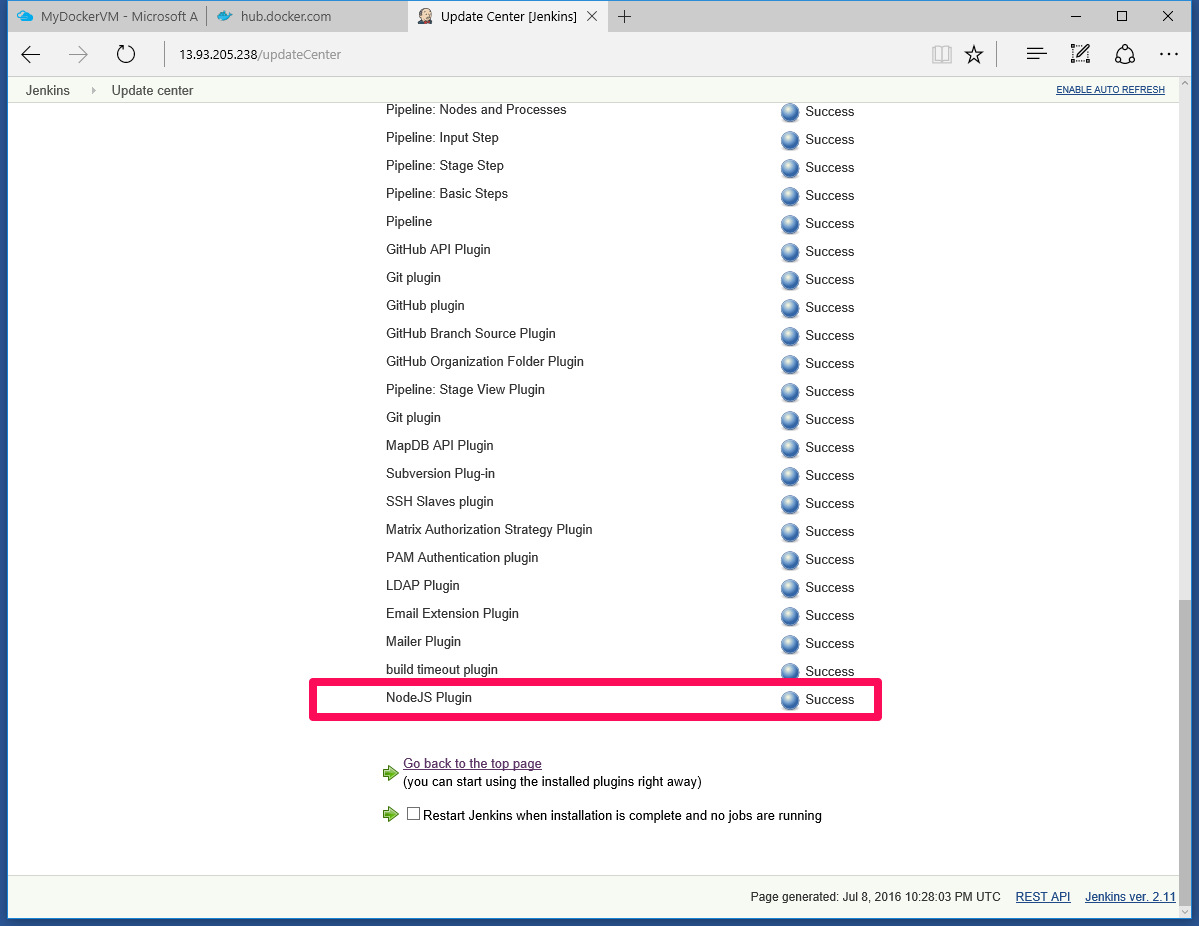 MyDockerVM - Microsoft A
hub.docker.com
Update Center [Jenkins]
13.93.205.238/updateCenter
Jenkins Update center ENABLE AUTO REFRESH
Pipeline: Nodes and Processes Success
Pipeline: Input Step Success
Pipeline: Stage Step Success
Pipeline: Basic Steps Success
Pipeline Success
GitHub API Plugin Success
Git plugin Success
GitHub plugin Success
GitHub Branch Source Plugin Success
GitHub Organization Folder Plugin Success
Pipeline: Stage View Plugin Success
Git plugin Success
MapDB API Plugin Success
Subversion Plug-in Success
SSH Slaves plugin Success
Matrix Authorization Strategy Plugin Success
PAM Authentication plugin Success
LDAP Plugin Success
Email Extension Plugin Success
Mailer Plugin Success
build timeout plugin Success
NodeJS Plugin Success
Go back to the top page
(you can start using the installed plugins right away)
Restart Jenkins when installation is complete and no jobs are running
Page generated: Jul 8, 2016 10:28:03 PM UTC REST API Jenkins ver. 2.11